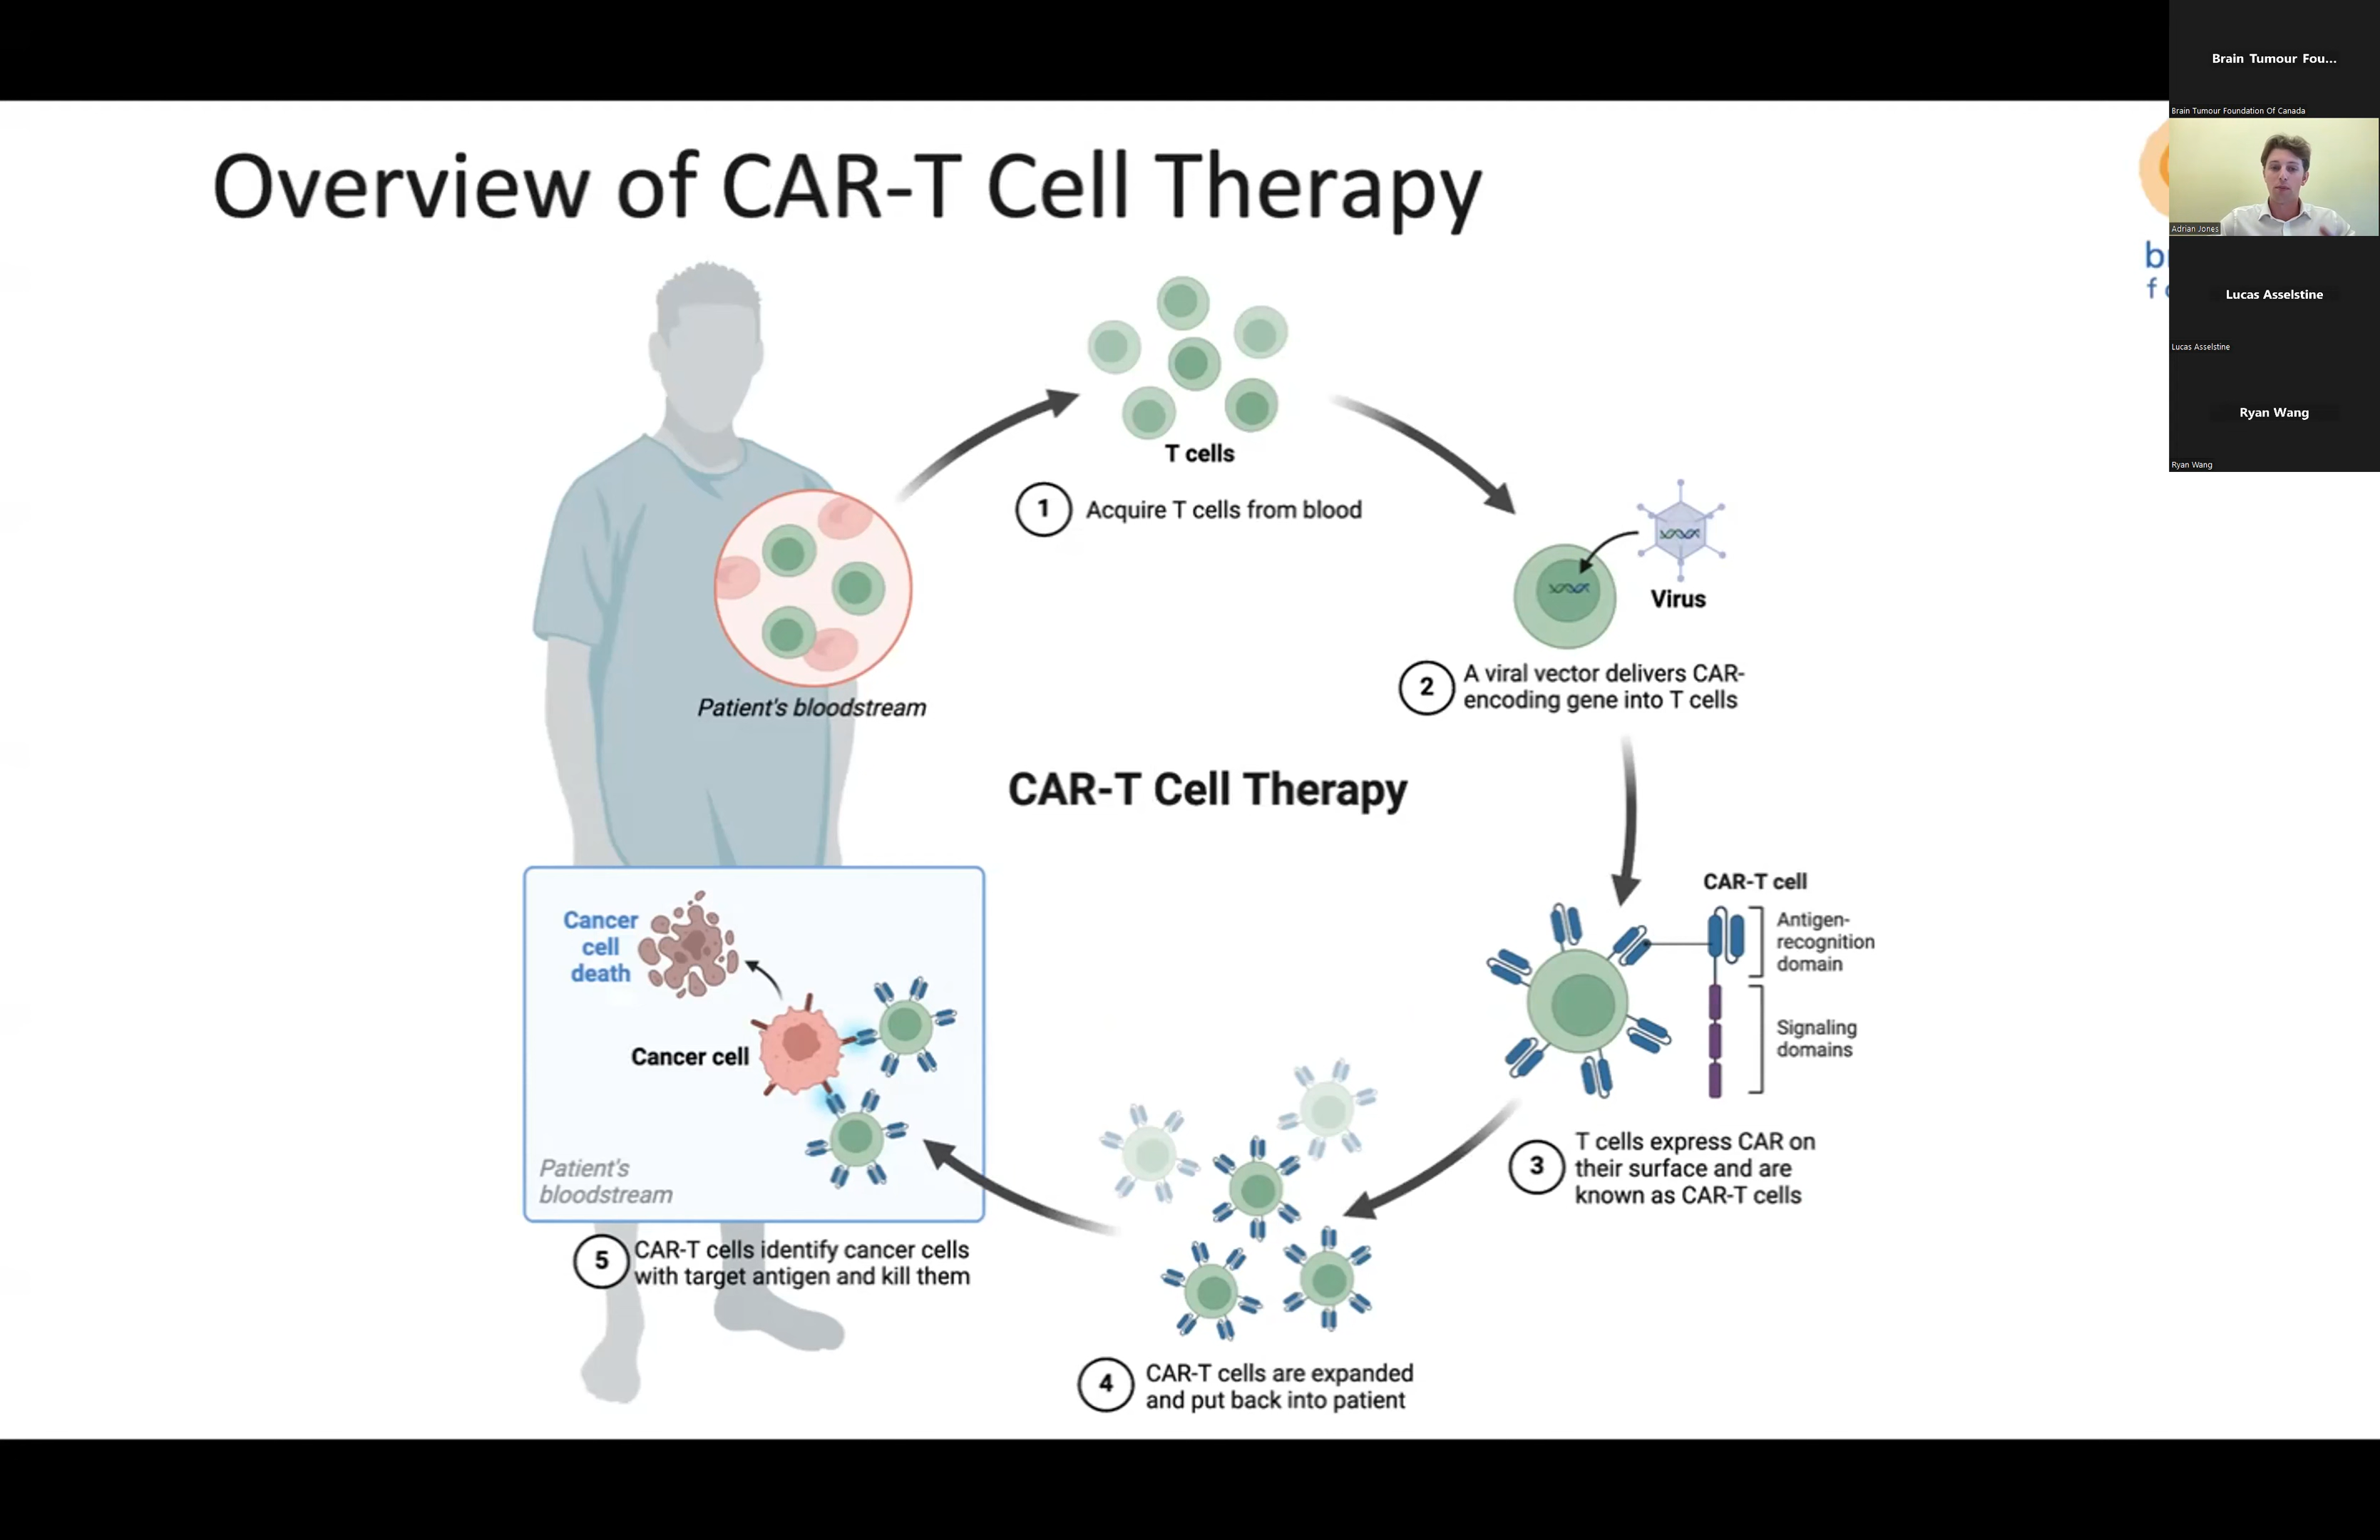 Overview of CAR-T Cell Therapy
T cells
1 Acquire T cells from blood
Virus
2 A viral vector delivers CAR-
encoding gene into T cells
Patient's bloodstream
CAR-T Cell Therapy
CAR-T cell
Antigen-
recognition
domain
Signaling
domains
3 T cells express CAR on
their surface and are
known as CAR-T cells
4 CAR-T cells are expanded
and put back into patient
Cancer
cell
death
Cancer cell
Patient's
bloodstream
5 CAR-T cells identify cancer cells
with target antigen and kill them
Brain Tumour Fou...
Brain Tumour Foundation Of Canada
Adrian Jones
Lucas Asselstine
Lucas Asselstine
Ryan Wang
Ryan Wang